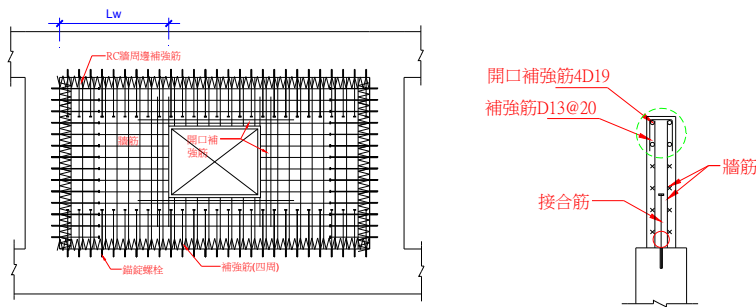 Lw
RC牆周邊補強筋
牆筋
開口補
強筋
錨錠螺栓
補強筋(四周)
開口補強筋4D19
補強筋D13@20
牆筋
接合筋